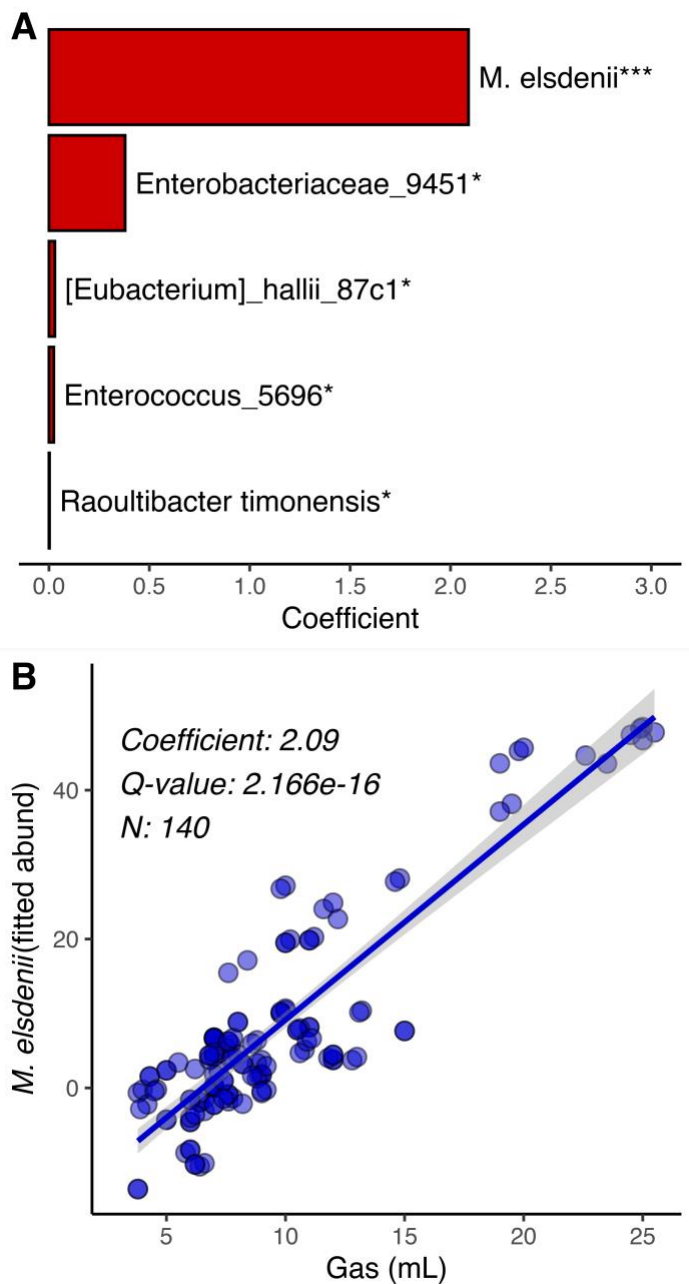 A
M. elsdenii***
Enterobacteriaceae_9451*
[Eubacterium]_hallii_87c1*
Enterococcus_5696*
Raoultibacter timonensis*
0.0 0.5 1.0 1.5 2.0 2.5 3.0
Coefficient
B
Coefficient: 2.09
Q-value: 2.166e-16
N: 140
M. elsdenii(fitted abund)
40
20
0
5 10 15 20 25
Gas (mL)